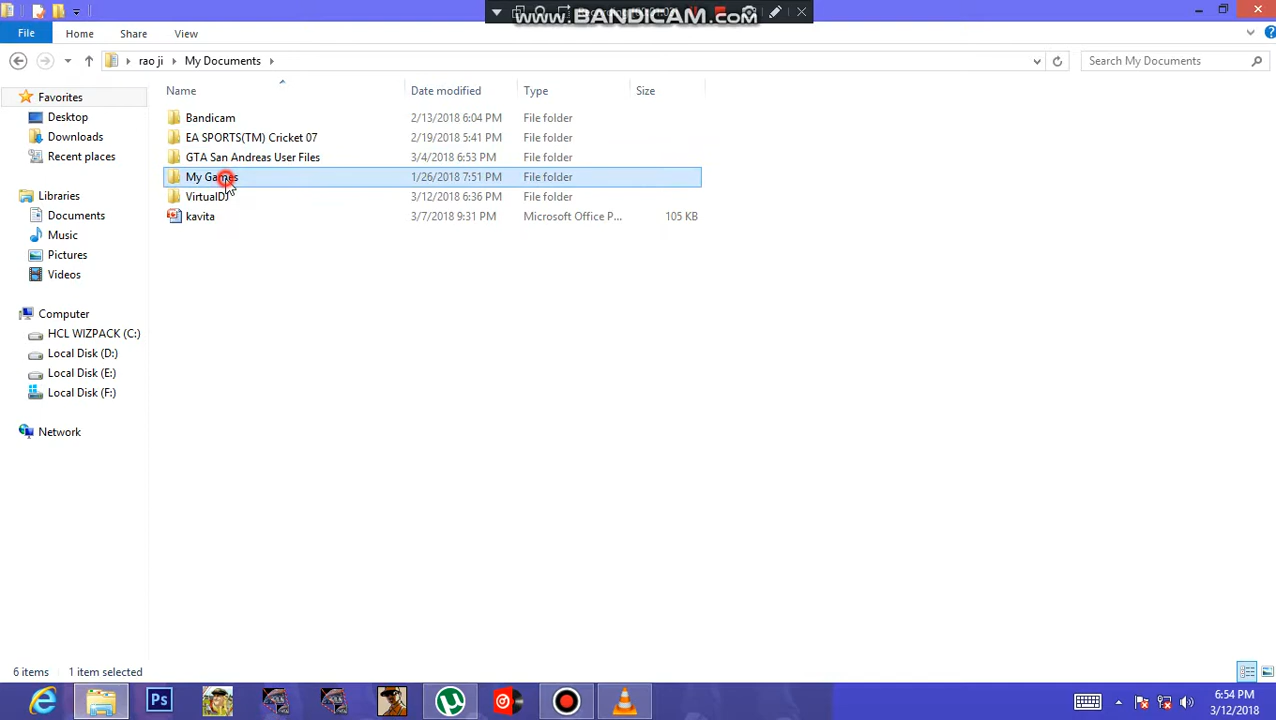 www.BANDICAM.com
File
Home
Share
View
rao ji
My Documents
Search My Documents
Name
Date modified
Type
Size
Favorites
Desktop
Downloads
Recent places
Libraries
Documents
Music
Pictures
Videos
Computer
HCL WIZPACK (C:)
Local Disk (D:)
Local Disk (E:)
Local Disk (F:)
Network
Bandicam 2/13/2018 6:04 PM File folder
EA SPORTS(TM) Cricket 07 2/19/2018 5:41 PM File folder
GTA San Andreas User Files 3/4/2018 6:53 PM File folder
My Games 1/26/2018 7:51 PM File folder
VirtualDJ 3/12/2018 6:36 PM File folder
kavita 3/7/2018 9:31 PM Microsoft Office P... 105 KB
6 items 1 item selected
Ps
6:54 PM
3/12/2018